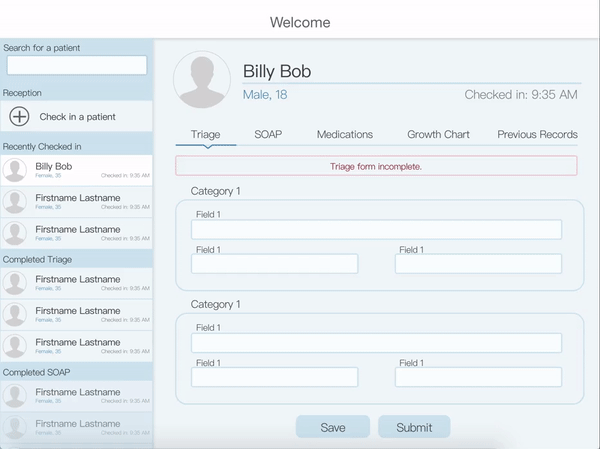 Welcome
Search for a patient
Reception
Check in a patient
Recently Checked in
Billy Bob
Female, 35 Checked in: 9:35 AM
Firstname Lastname
Female, 35 Checked in: 9:35 AM
Firstname Lastname
Female, 35 Checked in: 9:35 AM
Completed Triage
Firstname Lastname
Female, 35 Checked in: 9:35 AM
Firstname Lastname
Female, 35 Checked in: 9:35 AM
Firstname Lastname
Female, 35 Checked in: 9:35 AM
Completed SOAP
Firstname Lastname
Female, 35 Checked in: 9:35 AM
Firstname Lastname
Female, 35 Checked in: 9:35 AM
Billy Bob
Male, 18 Checked in: 9:35 AM
Triage SOAP Medications Growth Chart Previous Records
Triage form incomplete.
Category 1
Field 1
Field 1 Field 1
Category 1
Field 1
Field 1 Field 1
Save Submit